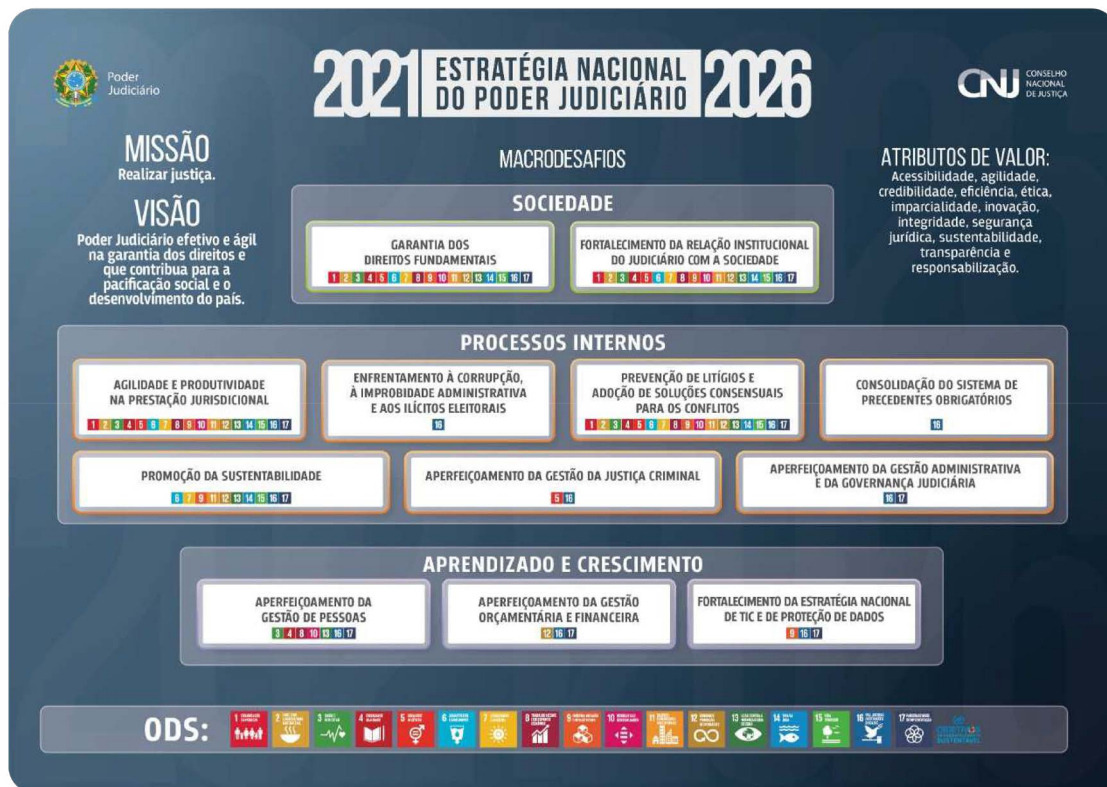 Poder
Judiciário
2021 ESTRATÉGIA NACIONAL
DO PODER JUDICIÁRIO 2026
CNJ CONSELHO
NACIONAL
DE JUSTIÇA
MISSÃO
Realizar justiça.
VISÃO
Poder Judiciário efetivo e ágil
na garantia dos direitos e
que contribua para a
pacificação social e o
desenvolvimento do país.
MACRODESAFIOS
ATRIBUTOS DE VALOR:
Acessibilidade, agilidade,
credibilidade, eficiência, ética,
imparcialidade, inovação,
integridade, segurança
jurídica, sustentabilidade,
transparência e
responsabilização.
SOCIEDADE
GARANTIA DOS
DIREITOS FUNDAMENTAIS
1 2 3 4 5 6 7 8 9 10 11 12 13 14 15 16 17
FORTALECIMENTO DA RELAÇÃO INSTITUCIONAL
DO JUDICIÁRIO COM A SOCIEDADE
1 2 3 4 5 6 7 8 9 10 11 12 13 14 15 16 17
PROCESSOS INTERNOS
AGILIDADE E PRODUTIVIDADE
NA PRESTAÇÃO JURISDICIONAL
1 2 3 4 5 6 7 8 9 10 11 12 13 14 15 16 17
ENFRENTAMENTO À CORRUPÇÃO,
À IMPROBIDADE ADMINISTRATIVA
E AOS ILÍCITOS ELEITORAIS
16
PREVENÇÃO DE LITÍGIOS E
ADOÇÃO DE SOLUÇÕES CONSENSUAIS
PARA OS CONFLITOS
1 2 3 4 5 6 7 8 9 10 11 12 13 14 15 16 17
CONSOLIDAÇÃO DO SISTEMA DE
PRECEDENTES OBRIGATÓRIOS
16
PROMOÇÃO DA SUSTENTABILIDADE
6 7 9 11 12 13 14 15 16 17
APERFEIÇOAMENTO DA GESTÃO DA JUSTIÇA CRIMINAL
5 16
APERFEIÇOAMENTO DA GESTÃO ADMINISTRATIVA
E DA GOVERNANÇA JUDICIÁRIA
16 17
APRENDIZADO E CRESCIMENTO
APERFEIÇOAMENTO DA
GESTÃO DE PESSOAS
3 4 8 10 13 16 17
APERFEIÇOAMENTO DA GESTÃO
ORÇAMENTÁRIA E FINANCEIRA
12 16 17
FORTALECIMENTO DA ESTRATÉGIA NACIONAL
DE TIC E DE PROTEÇÃO DE DADOS
9 16 17
ODS:
1 2 3 4 5 6 7 8 9 10 11 12 13 14 15 16 17